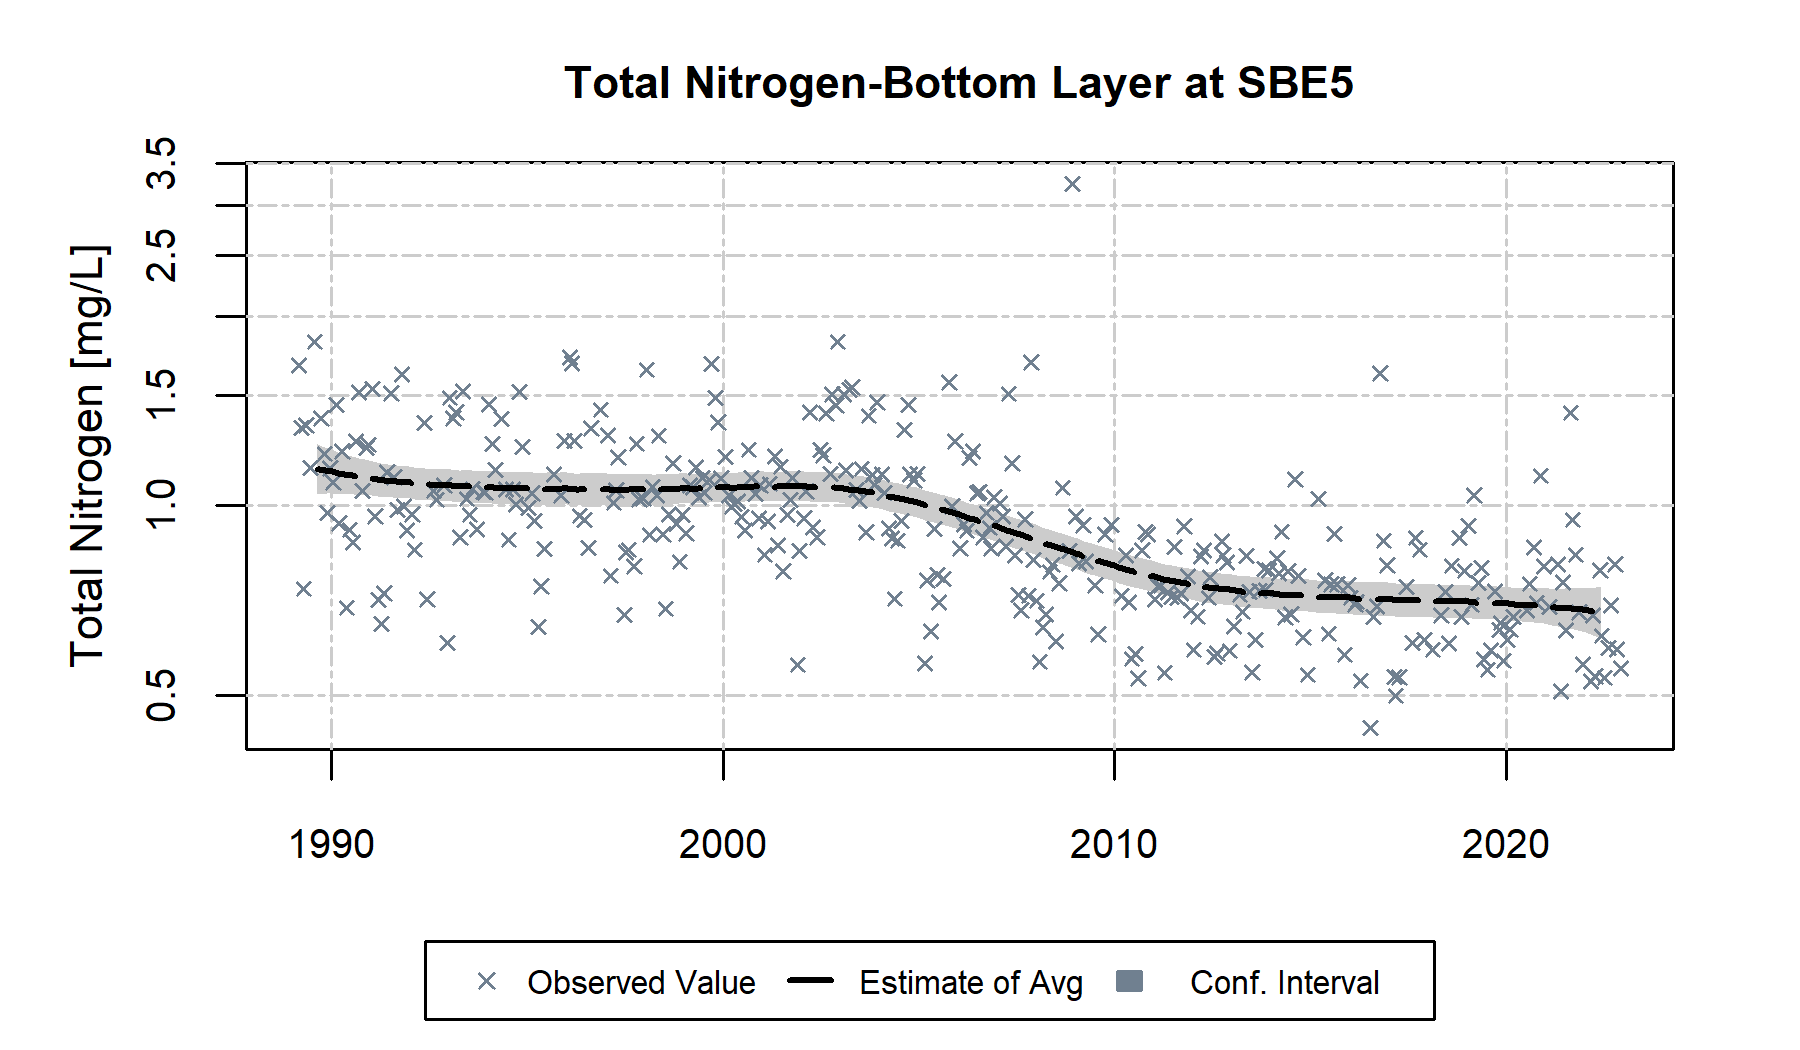 Total Nitrogen-Bottom Layer at SBE5
Total Nitrogen [mg/L]
3.5
2.5
1.5
1.0
0.5
1990 2000 2010 2020
Observed Value Estimate of Avg Conf. Interval